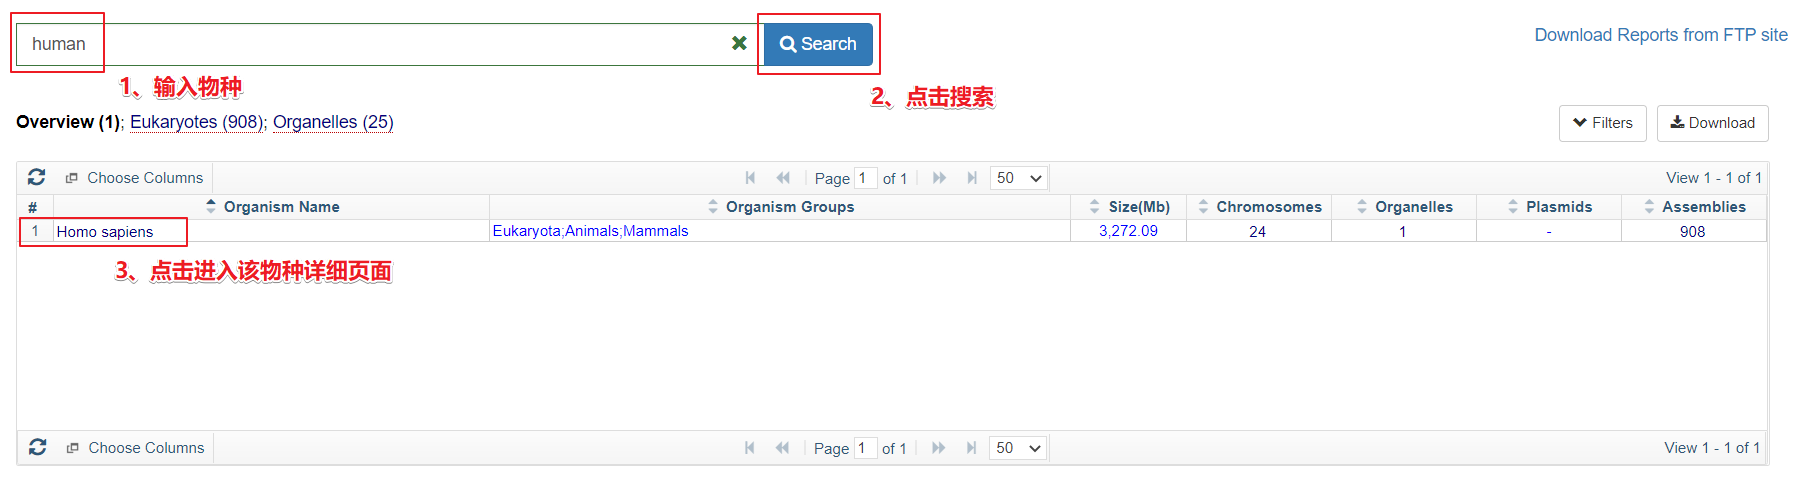 human
Search
Download Reports from FTP site
1、输入物种
2、点击搜索
Overview (1); Eukaryotes (908); Organelles (25)
Filters
Download
Choose Columns
Page 1 of 1
50
View 1 - 1 of 1
# Organism Name Organism Groups Size(Mb) Chromosomes Organelles Plasmids Assemblies
1 Homo sapiens Eukaryota;Animals;Mammals 3,272.09 24 1 - 908
3、点击进入该物种详细页面
Choose Columns
Page 1 of 1
50
View 1 - 1 of 1